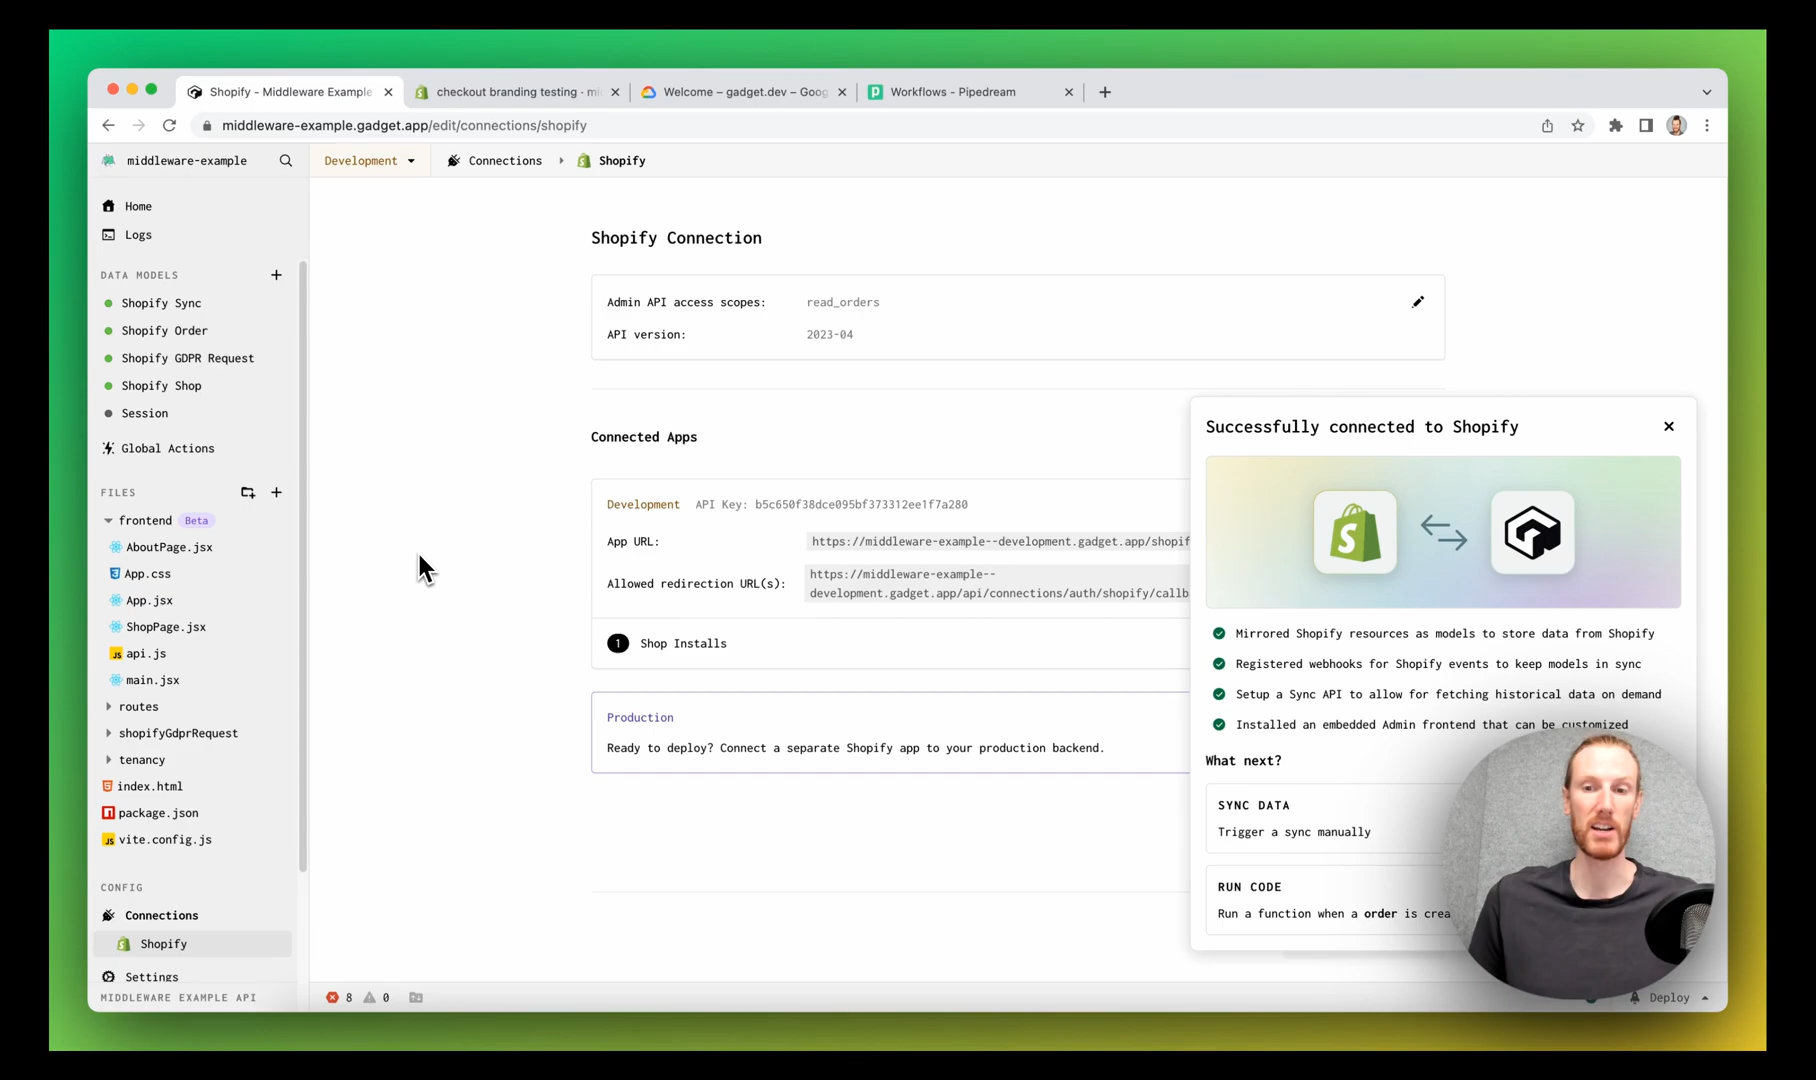 Shopify - Middleware Example
checkout branding testing · mi
Welcome – gadget.dev – Goog
Workflows - Pipedream
middleware-example.gadget.app/edit/connections/shopify
middleware-example
Development
Connections
Shopify
Home
Logs
DATA MODELS
Shopify Sync
Shopify Order
Shopify GDPR Request
Shopify Shop
Session
Global Actions
FILES
frontend Beta
AboutPage.jsx
App.css
App.jsx
ShopPage.jsx
api.js
main.jsx
routes
shopifyGdprRequest
tenancy
index.html
package.json
vite.config.js
CONFIG
Connections
Shopify
Settings
MIDDLEWARE EXAMPLE API
Shopify Connection
Admin API access scopes: read_orders
API version: 2023-04
Connected Apps
Development API Key: b5c650f38dce095bf373312ee1f7a280
App URL: https://middleware-example--development.gadget.app/shopif
Allowed redirection URL(s): https://middleware-example--
development.gadget.app/api/connections/auth/shopify/callb
1 Shop Installs
Production
Ready to deploy? Connect a separate Shopify app to your production backend.
Successfully connected to Shopify
Mirrored Shopify resources as models to store data from Shopify
Registered webhooks for Shopify events to keep models in sync
Setup a Sync API to allow for fetching historical data on demand
Installed an embedded Admin frontend that can be customized
What next?
SYNC DATA
Trigger a sync manually
RUN CODE
Run a function when a order is crea
8 0
Deploy